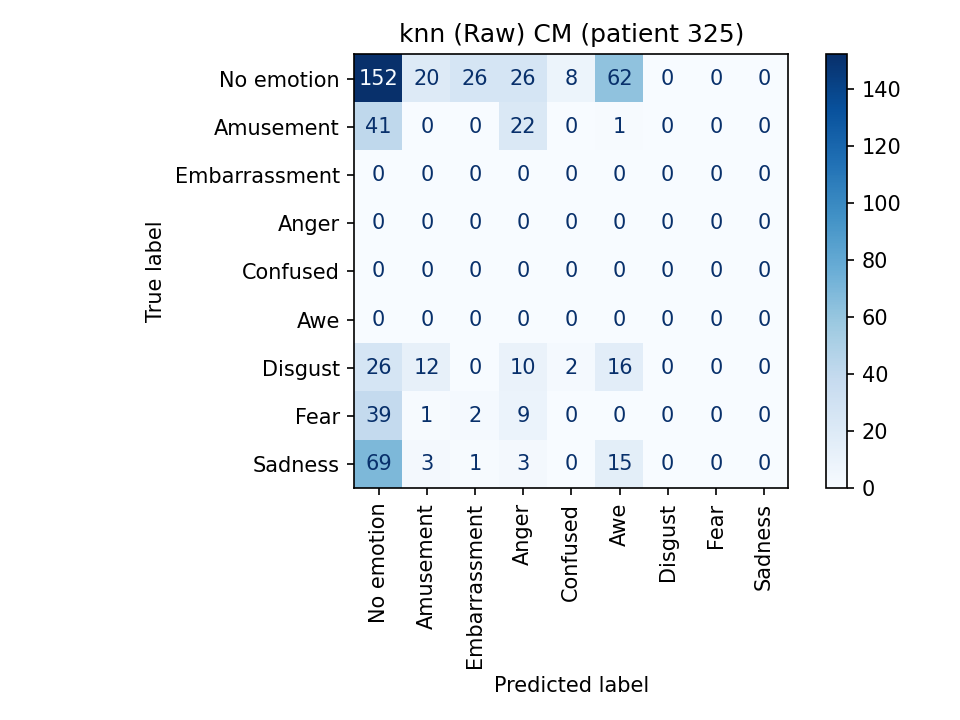 knn (Raw) CM (patient 325)
True label
No emotion 152 20 26 26 8 62 0 0 0
Amusement 41 0 0 22 0 1 0 0 0
Embarrassment 0 0 0 0 0 0 0 0 0
Anger 0 0 0 0 0 0 0 0 0
Confused 0 0 0 0 0 0 0 0 0
Awe 0 0 0 0 0 0 0 0 0
Disgust 26 12 0 10 2 16 0 0 0
Fear 39 1 2 9 0 0 0 0 0
Sadness 69 3 1 3 0 15 0 0 0
No emotion
Amusement
Embarrassment
Anger
Confused
Awe
Disgust
Fear
Sadness
Predicted label
140
120
100
80
60
40
20
0